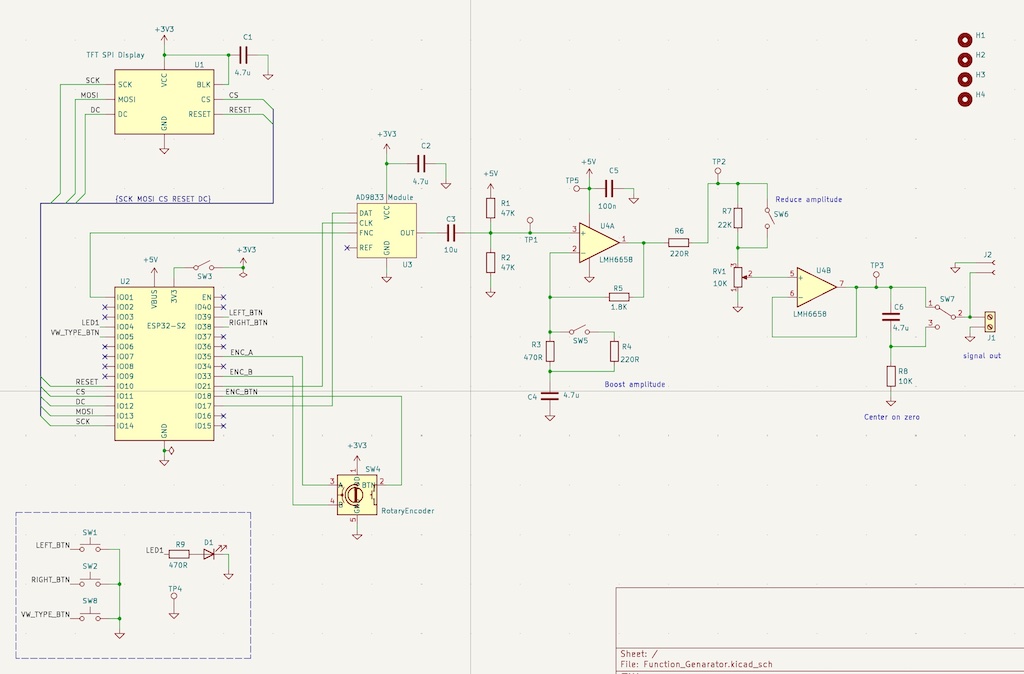 +3V3
TFT SPI Display
C1
4.7u
U1
VCC
SCK
MOSI
DC
BLK
CS
RESET
GND
SCK
MOSI
DC
CS
RESET
{SCK MOSI CS RESET DC}
+3V3
C2
4.7u
AD9833 Module
VCC
DAT
CLK
FNC
REF
OUT
GND
U3
C3
10u
+5V
R1
47K
R2
47K
TP1
+5V
TP5
C5
100n
U4A
3
2
1
LMH6658
R5
1.8K
SW5
R3
470R
R4
220R
Boost amplitude
C4
4.7u
R6
220R
TP2
Reduce amplitude
R7
22K
SW6
RV1
10K
3
2
1
U4B
5
6
7
LMH6658
TP3
C6
4.7u
R8
10K
Center on zero
SW7
1
2
3
J2
J1
signal out
H1
H2
H3
H4
+5V
+3V3
SW3
U2
VBUS
3V3
ESP32-S2
IO01
IO02
IO03
IO04
IO05
IO06
IO07
IO08
IO09
IO10
IO11
IO12
IO13
IO14
EN
IO40
IO39
IO38
IO37
IO36
IO35
IO34
IO33
IO21
IO18
IO17
IO16
IO15
GND
LED1
VW_TYPE_BTN
RESET
CS
DC
MOSI
SCK
LEFT_BTN
RIGHT_BTN
ENC_A
ENC_B
ENC_BTN
+3V3
SW4
1
3
A
BTN
2
4
B
5
RotaryEncoder
SW1
LEFT_BTN
SW2
RIGHT_BTN
SW8
VW_TYPE_BTN
LED1
R9
470R
D1
TP4
Sheet: /
File: Function_Genarator.kicad_sch